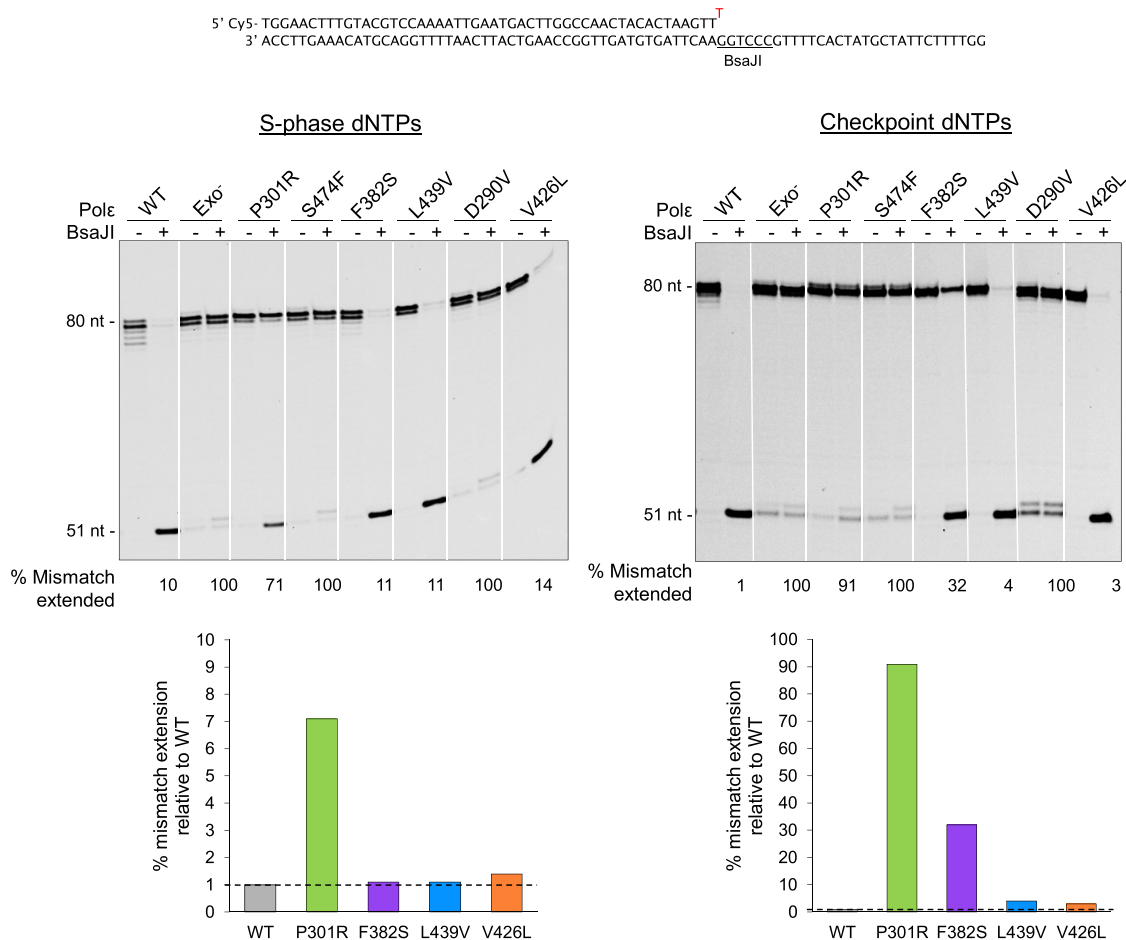 T
5’ Cy5- TGGAACTTTGTACGTCCAAAATTGAATGACTTGGCCAACTACACTAAGTT
3’ ACCTTGAAACATGCAGGTTTTAACTTACTGAACCGGTTGATGTGATTCAAGGTCCCGTTTTCACTATGCTATTCTTTTGG
BsaJI
S-phase dNTPs
Polε WT Exo- P301R S474F F382S L439V D290V V426L
BsaJI - + - + - + - + - + - + - + - +
80 nt -
51 nt -
% Mismatch
extended 10 100 71 100 11 11 100 14
Checkpoint dNTPs
Polε WT Exo- P301R S474F F382S L439V D290V V426L
BsaJI - + - + - + - + - + - + - + - +
80 nt -
51 nt -
% Mismatch
extended 1 100 91 100 32 4 100 3
% mismatch extension
relative to WT
10
9
8
7
6
5
4
3
2
1
0
WT P301R F382S L439V V426L
% mismatch extension
relative to WT
100
90
80
70
60
50
40
30
20
10
0
WT P301R F382S L439V V426L